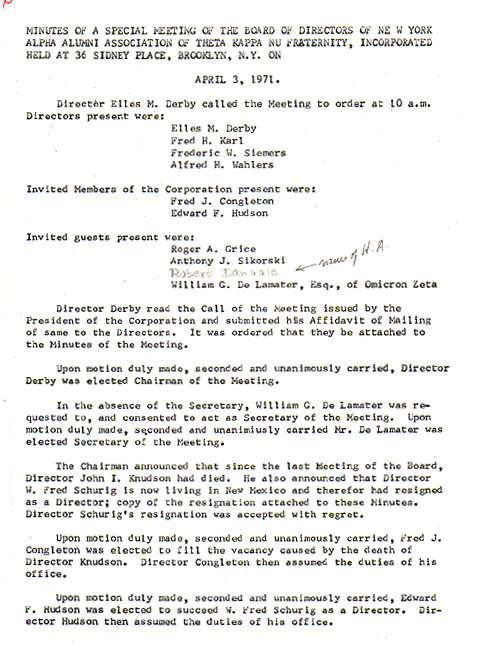 MINUTES OF A SPECIAL MEETING OF THE BOARD OF DIRECTORS OF NE W YORK
ALPHA ALUMNI ASSOCIATION OF THETA KAPPA NU FRATERNITY, INCORPORATED
HELD AT 36 SIDNEY PLACE, BROOKLYN, N.Y. ON
APRIL 3, 1971.
Director Elles M. Derby called the Meeting to order at 10 a.m.
Directors present were:
Elles M. Derby
Fred H. Karl
Frederic W. Siemers
Alfred H. Wahlers
Invited Members of the Corporation present were:
Fred J. Congleton
Edward F. Hudson
Invited guests present were:
Roger A. Grice
Anthony J. Sikorski
name of H.A.
Robert
William G. De Lamater, Esq., of Omicron Zeta
Director Derby read the Call of the Meeting issued by the
President of the Corporation and submitted his Affidavit of Mailing
of same to the Directors. It was ordered that they be attached to
the Minutes of the Meeting.
Upon motion duly made, seconded and unanimously carried, Director
Derby was elected Chairman of the Meeting.
In the absence of the Secretary, William G. De Lamater was re-
quested to, and consented to act as Secretary of the Meeting. Upon
motion duly made, seconded and unanimiusly carried Mr. De Lamater was
elected Secretary of the Meeting.
The Chairman announced that since the last Meeting of the Board,
Director John I. Knudson had died. He also announced that Director
W. Fred Schurig is now living in New Mexico and therefor had resigned
as a Director; copy of the resignation attached to these Minutes.
Director Schurig's resignation was accepted with regret.
Upon motion duly made, seconded and unanimously carried, Fred J.
Congleton was elected to fill the vacancy caused by the death of
Director Knudson. Director Congleton then assumed the duties of his
office.
Upon motion duly made, seconded and unanimously carried, Edward
F. Hudson was elected to succeed W. Fred Schurig as a Director. Dir-
ector Hudson then assumed the duties of his office.